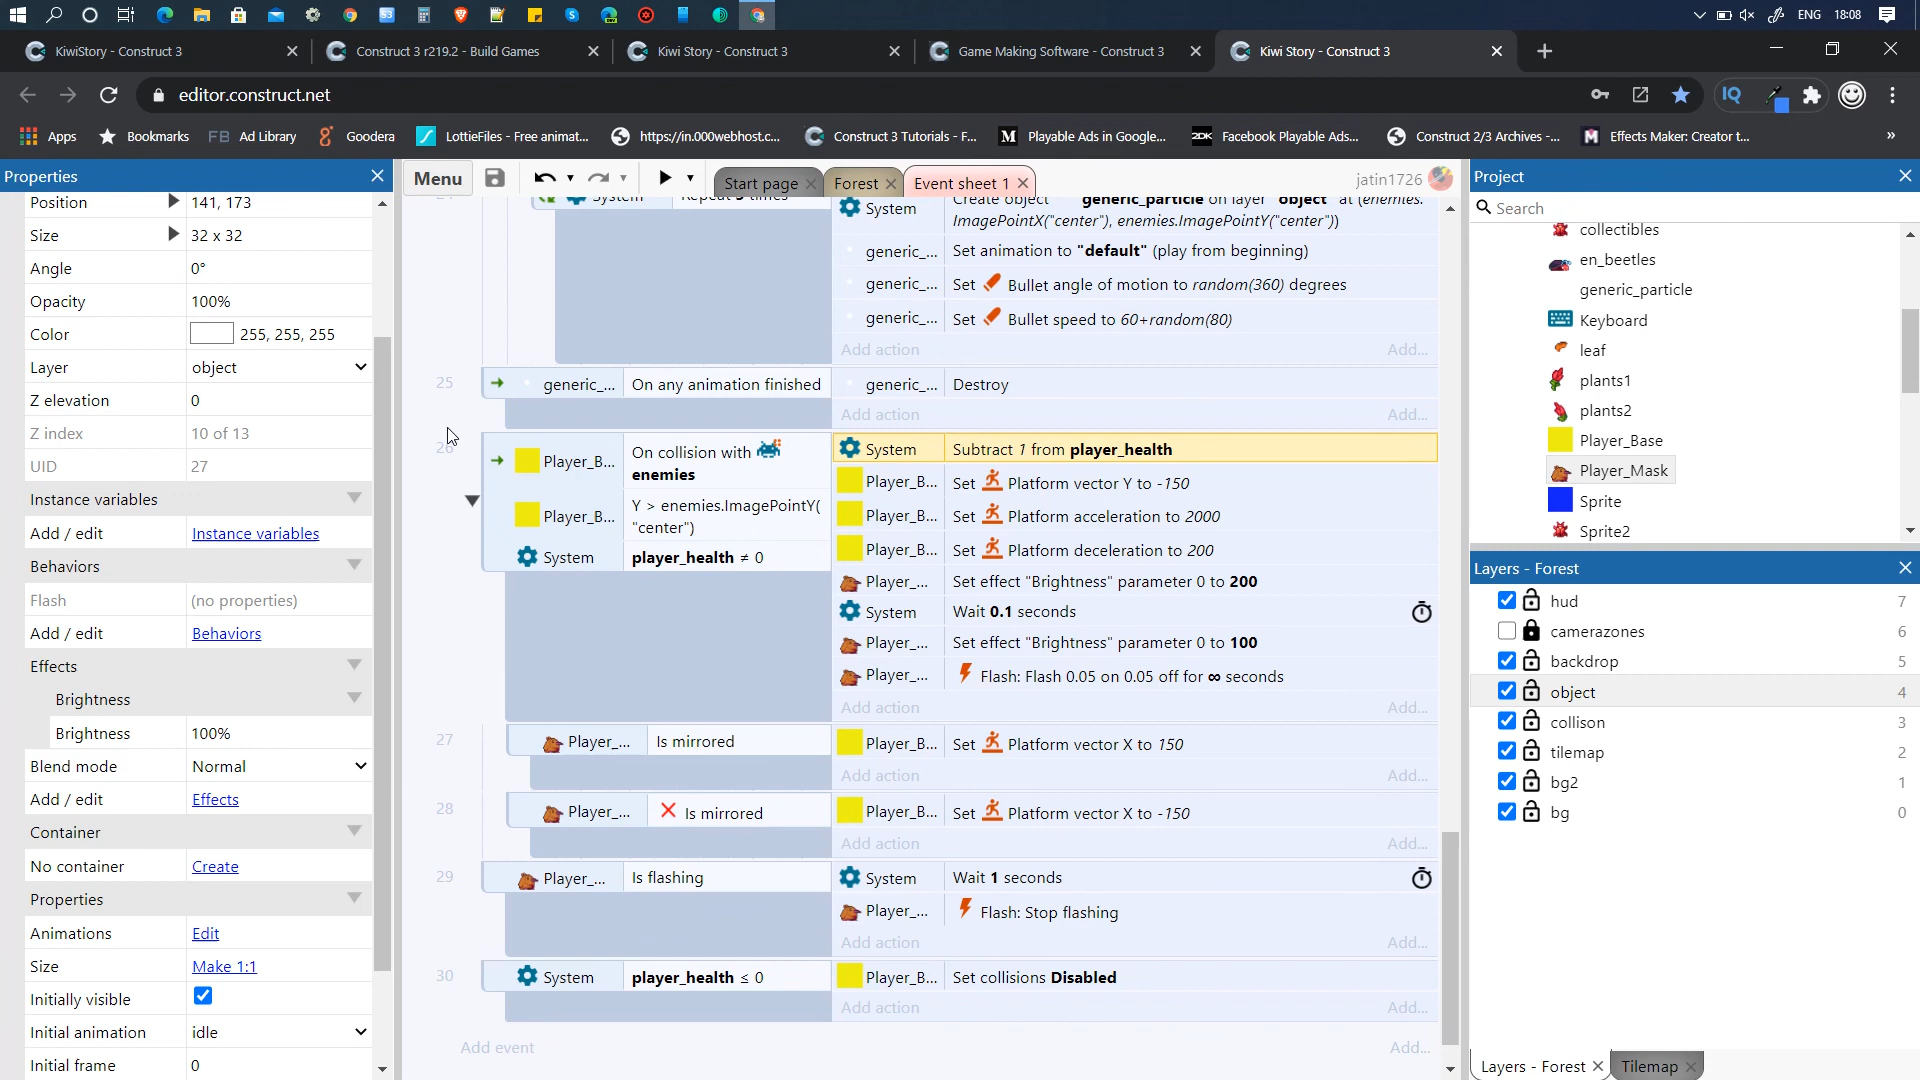 ENG 18:08
KiwiStory - Construct 3
Construct 3 r219.2 - Build Games
Kiwi Story - Construct 3
Game Making Software - Construct 3
Kiwi Story - Construct 3
editor.construct.net
IQ
Apps
Bookmarks
FB Ad Library
Goodera
LottieFiles - Free animat...
https://in.000webhost.c...
Construct 3 Tutorials - F...
M Playable Ads in Google...
2DK Facebook Playable Ads...
Construct 2/3 Archives -...
M Effects Maker: Creator t...
»
Properties
Position 141, 173
Size 32 x 32
Angle 0°
Opacity 100%
Color 255, 255, 255
Layer object
Z elevation 0
Z index 10 of 13
UID 27
Instance variables
Add / edit Instance variables
Behaviors
Flash (no properties)
Add / edit Behaviors
Effects
Brightness
Brightness 100%
Blend mode Normal
Add / edit Effects
Container
No container Create
Properties
Animations Edit
Size Make 1:1
Initially visible
Initial animation idle
Initial frame 0
Menu
Start page
Forest
Event sheet 1
jatin1726
System
System Create object generic_particle on layer "object" at (enemies.
ImagePointX("center"), enemies.ImagePointY("center"))
generic_... Set animation to "default" (play from beginning)
generic_... Set Bullet angle of motion to random(360) degrees
generic_... Set Bullet speed to 60+random(80)
Add action Add...
25 generic_... On any animation finished generic_... Destroy
Add action Add...
26 Player_B... On collision with enemies
Player_B... Y > enemies.ImagePointY(
"center")
System player_health ≠ 0
System Subtract 1 from player_health
Player_B... Set Platform vector Y to -150
Player_B... Set Platform acceleration to 2000
Player_B... Set Platform deceleration to 200
Player_... Set effect "Brightness" parameter 0 to 200
System Wait 0.1 seconds
Player_... Set effect "Brightness" parameter 0 to 100
Player_... Flash: Flash 0.05 on 0.05 off for ∞ seconds
Add action Add...
27 Player_... Is mirrored Player_B... Set Platform vector X to 150
Add action Add...
28 Player_... Is mirrored Player_B... Set Platform vector X to -150
Add action Add...
29 Player_... Is flashing System Wait 1 seconds
Player_... Flash: Stop flashing
Add action Add...
30 System player_health ≤ 0 Player_B... Set collisions Disabled
Add action Add...
Add event Add...
Project
Search
collectibles
en_beetles
generic_particle
Keyboard
leaf
plants1
plants2
Player_Base
Player_Mask
Sprite
Sprite2
Layers - Forest
hud 7
camerazones 6
backdrop 5
object 4
collison 3
tilemap 2
bg2 1
bg 0
Layers - Forest
Tilemap